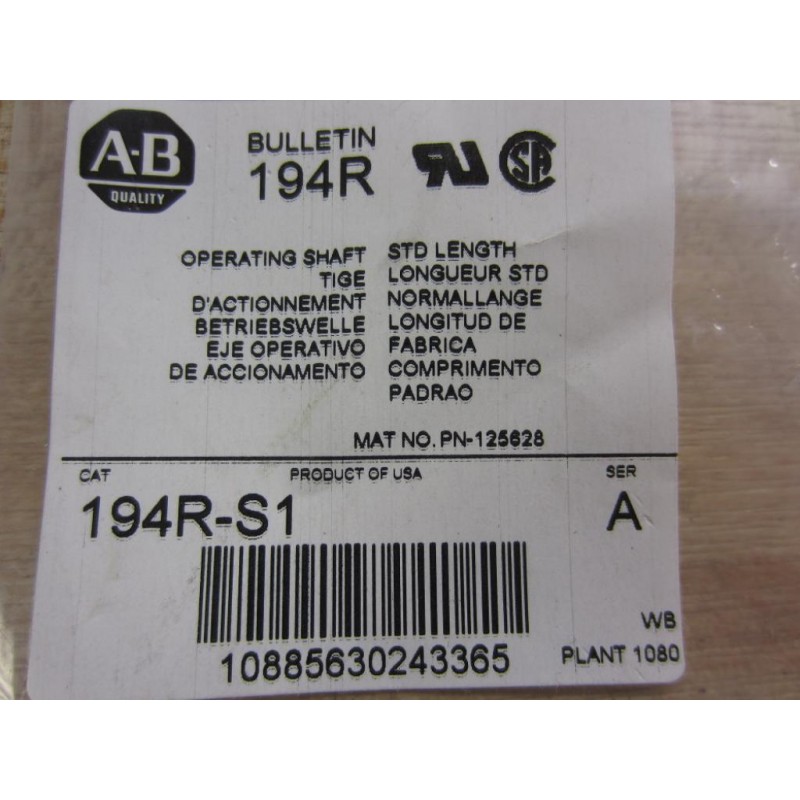 A-B
QUALITY
BULLETIN
194R
OPERATING SHAFT
TIGE
D'ACTIONNEMENT
BETRIEBSWELLE
EJE OPERATIVO
DE ACCIONAMENTO
STD LENGTH
LONGUEUR STD
NORMALLANGE
LONGITUD DE
FABRICA
COMPRIMENTO
PADRAO
MAT NO. PN-125628
CAT
PRODUCT OF USA
SER
194R-S1
A
10885630243365
WB
PLANT 1080